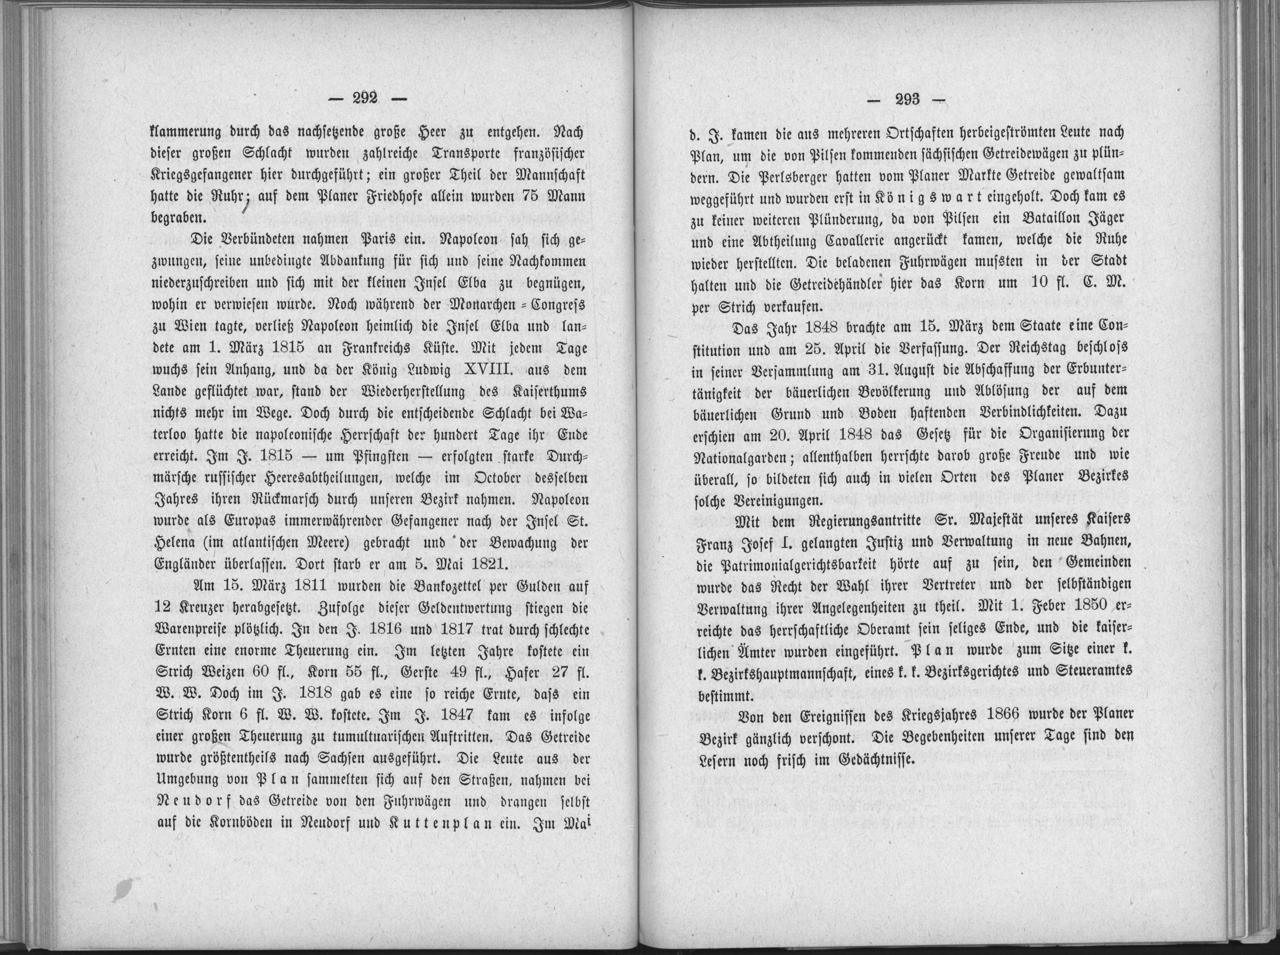 — 292 —
klammerung durch das nachsetzende große Heer zu entgehen. Nach
dieser großen Schlacht wurden zahlreiche Transporte französischer
Kriegsgefangener hier durchgeführt; ein großer Theil der Mannschaft
hatte die Ruhr; auf dem Planer Friedhofe allein wurden 75 Mann
begraben.
Die Verbündeten nahmen Paris ein. Napoleon sah sich ge-
zwungen, seine unbedingte Abdankung für sich und seine Nachkommen
niederzuschreiben und sich mit der kleinen Insel Elba zu begnügen,
wohin er verwiesen wurde. Noch während der Monarchen-Congress
zu Wien tagte, verließ Napoleon heimlich die Insel Elba und lan-
dete am 1. März 1815 an Frankreichs Küste. Mit jedem Tage
wuchs sein Anhang, und da der König Ludwig XVIII. aus dem
Lande geflüchtet war, stand der Wiederherstellung des Kaiserthums
nichts mehr im Wege. Doch durch die entscheidende Schlacht bei Wa-
terloo hatte die napoleonische Herrschaft der hundert Tage ihr Ende
erreicht. Im J. 1815 — um Pfingsten — erfolgten starke Durch-
märsche russischer Heeresabtheilungen, welche im October desselben
Jahres ihren Rückmarsch durch unseren Bezirk nahmen. Napoleon
wurde als Europas immerwährender Gefangener nach der Insel St.
Helena (im atlantischen Meere) gebracht und der Bewachung der
Engländer überlassen. Dort starb er am 5. Mai 1821.
Am 15. März 1811 wurden die Bankozettel per Gulden auf
12 Kreuzer herabgesetzt. Zufolge dieser Geldentwertung stiegen die
Warenpreise plötzlich. In den J. 1816 und 1817 trat durch schlechte
Ernten eine enorme Theuerung ein. Im letzten Jahre kostete ein
Strich Weizen 60 fl., Korn 55 fl., Gerste 49 fl., Hafer 27 fl.
W. W. Doch im J. 1818 gab es eine so reiche Ernte, dass ein
Strich Korn 6 fl. W. W. kostete. Im J. 1847 kam es infolge
einer großen Theuerung zu tumultuarischen Auftritten. Das Getreide
wurde größtentheils nach Sachsen ausgeführt. Die Leute aus der
Umgebung von Plan sammelten sich auf den Straßen, nahmen bei
Neudorf das Getreide von den Fuhrwägen und drangen selbst
auf die Kornböden in Neudorf und Kuttenplan ein. Im Mai
— 293 —
d. J. kamen die aus mehreren Ortschaften herbeigeströmten Leute nach
Plan, um die von Pilsen kommenden sächsischen Getreidewägen zu plün-
dern. Die Perlsberger hatten vom Planer Markte Getreide gewaltsam
weggeführt und wurden erst in Königswart eingeholt. Doch kam es
zu keiner weiteren Plünderung, da von Pilsen ein Bataillon Jäger
und eine Abtheilung Cavallerie angerückt kamen, welche die Ruhe
wieder herstellten. Die beladenen Fuhrwägen mussten in der Stadt
halten und die Getreidehändler hier das Korn um 10 fl. C. M.
per Strich verkaufen.
Das Jahr 1848 brachte am 15. März dem Staate eine Con-
stitution und am 25. April die Verfassung. Der Reichstag beschloss
in seiner Versammlung am 31. August die Abschaffung der Erbunter-
tänigkeit der bäuerlichen Bevölkerung und Ablösung der auf dem
bäuerlichen Grund und Boden haftenden Verbindlichkeiten. Dazu
erschien am 20. April 1848 das Gesetz für die Organisierung der
Nationalgarden; allenthalben herrschte darob große Freude und wie
überall, so bildeten sich auch in vielen Orten des Planer Bezirkes
solche Vereinigungen.
Mit dem Regierungsantritte Sr. Majestät unseres Kaisers
Franz Josef I. gelangten Justiz und Verwaltung in neue Bahnen,
die Patrimonialgerichtsbarkeit hörte auf zu sein, den Gemeinden
wurde das Recht der Wahl ihrer Vertreter und der selbständigen
Verwaltung ihrer Angelegenheiten zu theil. Mit 1. Feber 1850 er-
reichte das herrschaftliche Oberamt sein seliges Ende, und die kaiser-
lichen Ämter wurden eingeführt. Plan wurde zum Sitze einer k.
k. Bezirkshauptmannschaft, eines k. k. Bezirksgerichtes und Steueramtes
bestimmt.
Von den Ereignissen des Kriegsjahres 1866 wurde der Planer
Bezirk gänzlich verschont. Die Begebenheiten unserer Tage sind den
Lesern noch frisch im Gedächtnisse.